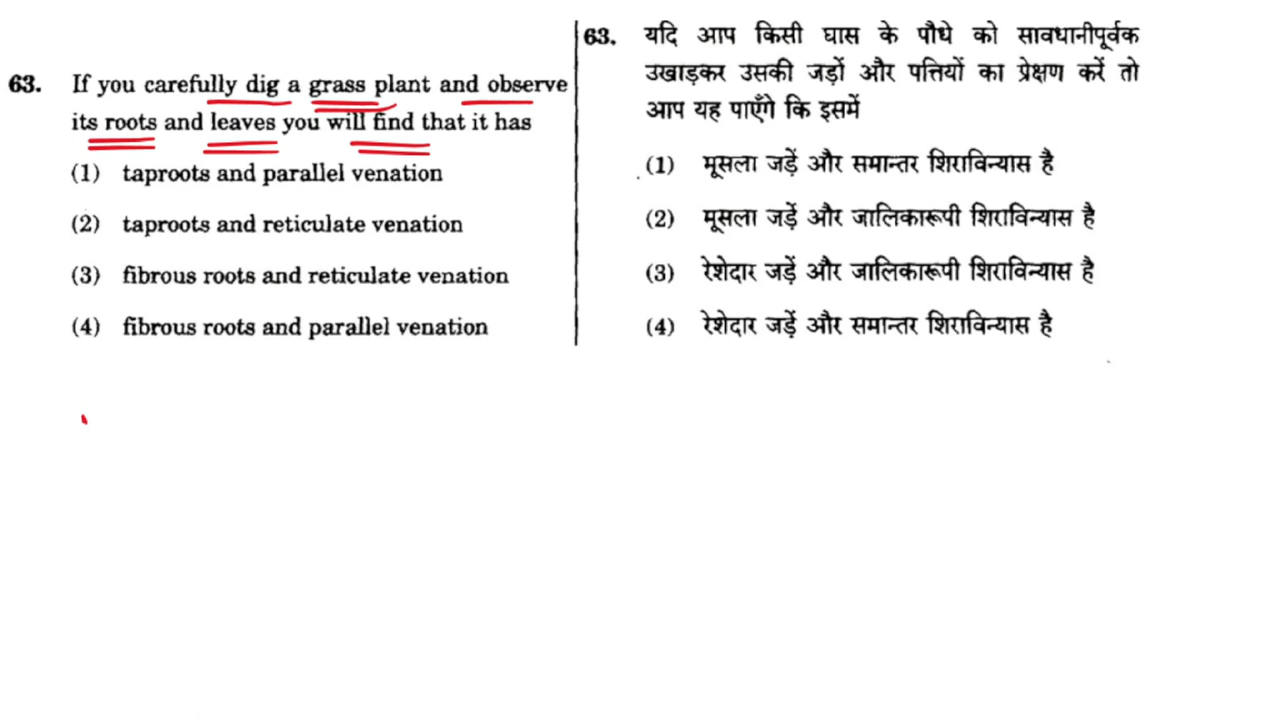 63. If you carefully dig a grass plant and observe
its roots and leaves you will find that it has
(1) taproots and parallel venation
(2) taproots and reticulate venation
(3) fibrous roots and reticulate venation
(4) fibrous roots and parallel venation
63. यदि आप किसी घास के पौधे को सावधानीपूर्वक
उखाड़कर उसकी जड़ों और पत्तियों का प्रेक्षण करें तो
आप यह पाएँगे कि इसमें
(1) मूसला जड़ें और समान्तर शिराविन्यास है
(2) मूसला जड़ें और जालिकारूपी शिराविन्यास है
(3) रेशेदार जड़ें और जालिकारूपी शिराविन्यास है
(4) रेशेदार जड़ें और समान्तर शिराविन्यास है